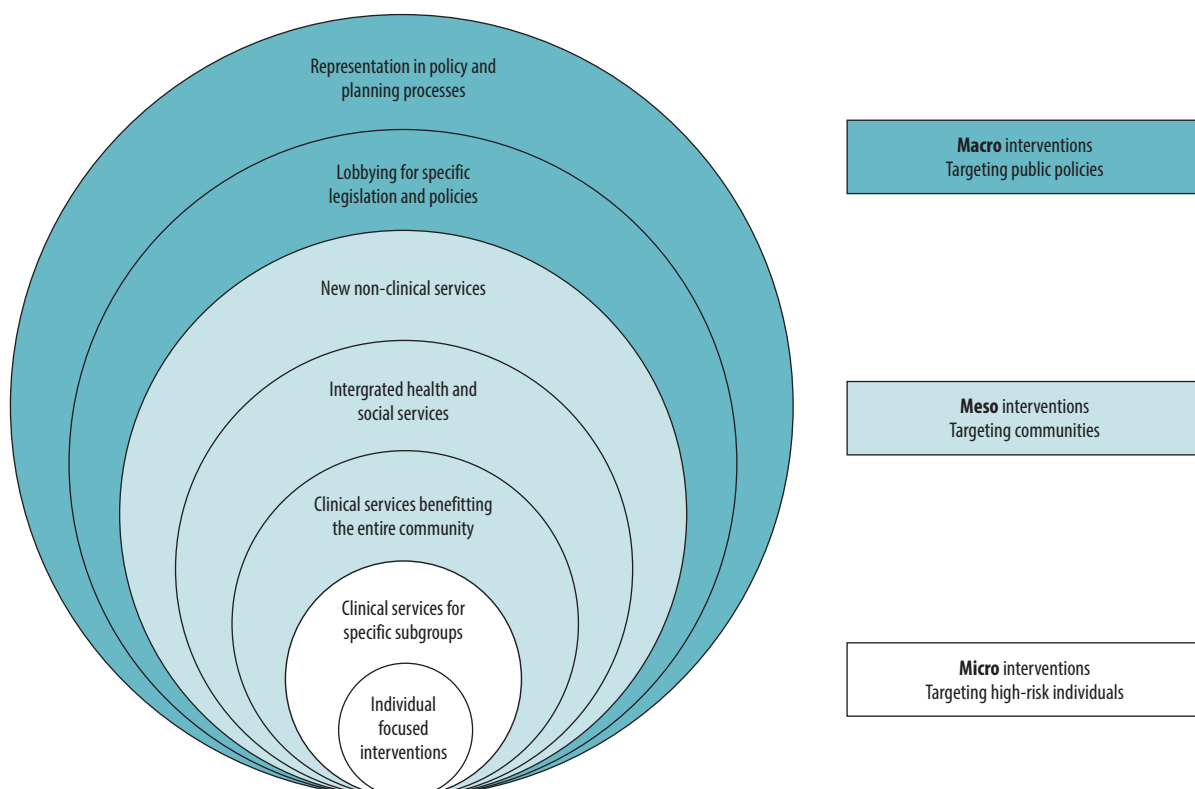 Representation in policy and
planning processes
Lobbying for specific
legislation and policies
New non-clinical services
Intergrated health and
social services
Clinical services benefitting
the entire community
Clinical services for
specific subgroups
Individual
focused
interventions
Macro interventions
Targeting public policies
Meso interventions
Targeting communities
Micro interventions
Targeting high-risk individuals